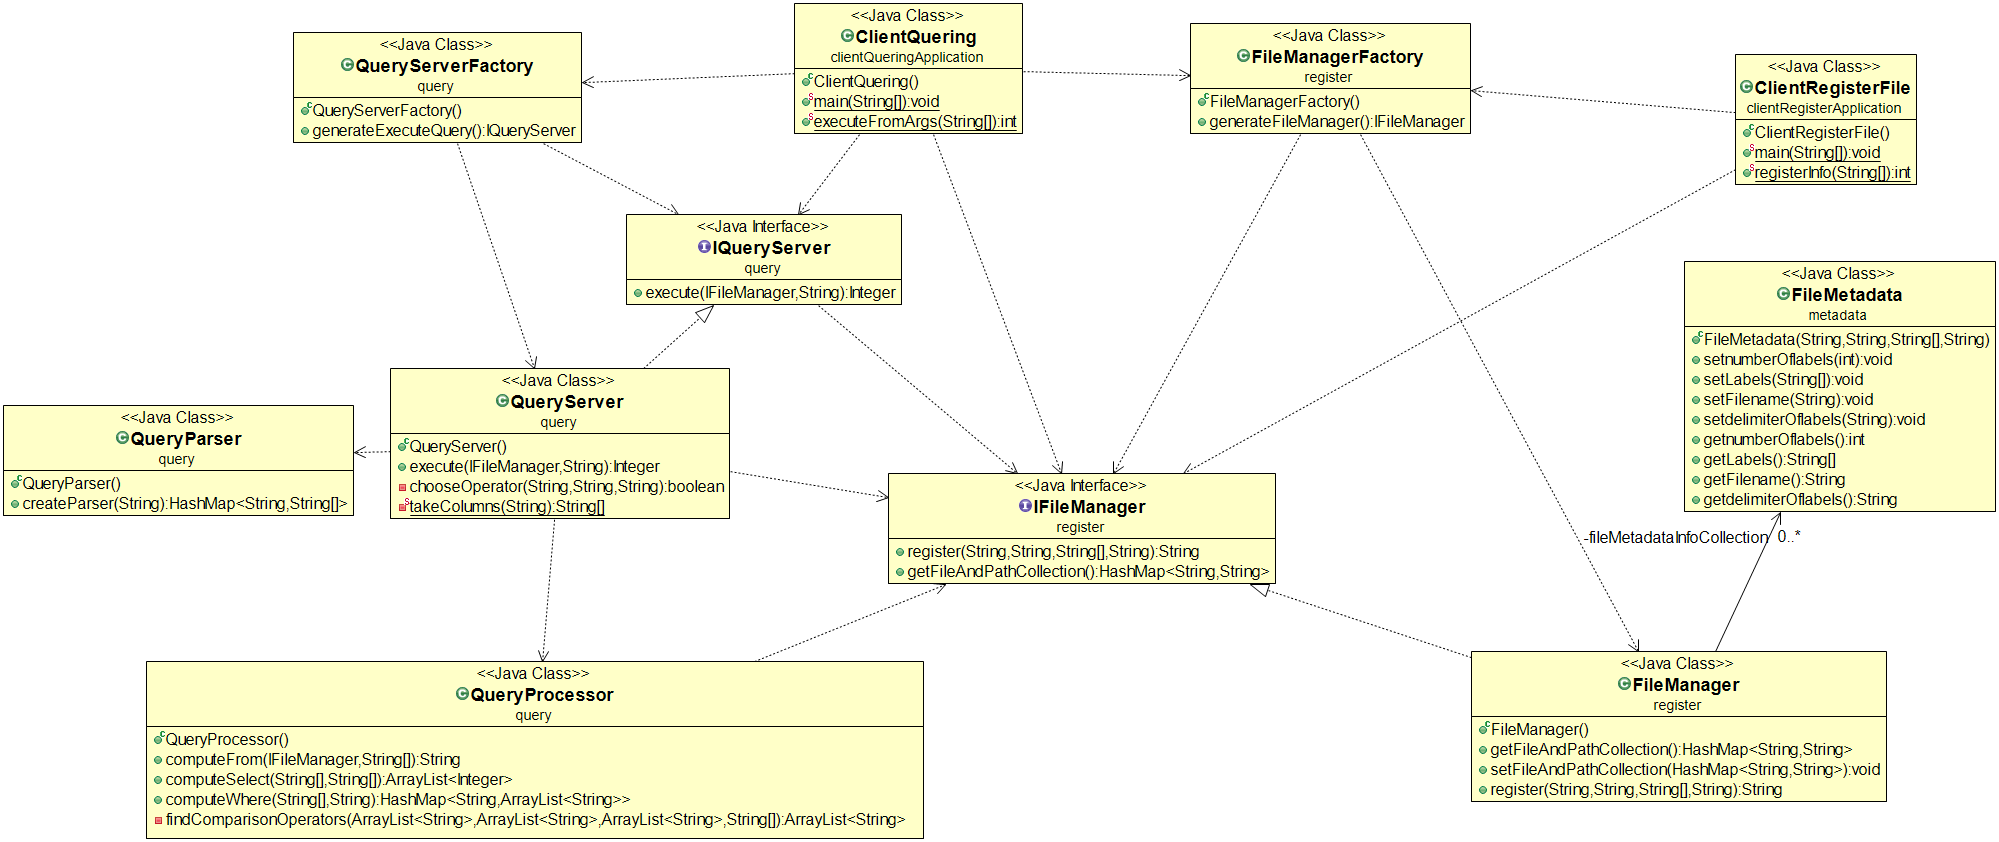 <<Java Class>>
QueryServerFactory
query
QueryServerFactory()
generateExecuteQuery():IQueryServer
<<Java Class>>
ClientQuering
clientQueringApplication
ClientQuering()
main(String[]):void
executeFromArgs(String[]):int
<<Java Class>>
FileManagerFactory
register
FileManagerFactory()
generateFileManager():IFileManager
<<Java Class>>
ClientRegisterFile
clientRegisterApplication
ClientRegisterFile()
main(String[]):void
registerInfo(String[]):int
<<Java Interface>>
IQueryServer
query
execute(IFileManager,String):Integer
<<Java Class>>
FileMetadata
metadata
FileMetadata(String,String,String[],String)
setnumberOflabels(int):void
setLabels(String[]):void
setFilename(String):void
setdelimiterOflabels(String):void
getnumberOflabels():int
getLabels():String[]
getFilename():String
getdelimiterOflabels():String
<<Java Class>>
QueryParser
query
QueryParser()
createParser(String):HashMap<String,String[]>
<<Java Class>>
QueryServer
query
QueryServer()
execute(IFileManager,String):Integer
chooseOperator(String,String,String):boolean
takeColumns(String):String[]
<<Java Interface>>
IFileManager
register
register(String,String,String[],String):String
getFileAndPathCollection():HashMap<String,String>
-fileMetadataInfoCollection 0..*
<<Java Class>>
QueryProcessor
query
QueryProcessor()
computeFrom(IFileManager,String[]):String
computeSelect(String[],String[]):ArrayList<Integer>
computeWhere(String[],String):HashMap<String,ArrayList<String>>
findComparisonOperators(ArrayList<String>,ArrayList<String>,ArrayList<String>,String[]):ArrayList<String>
<<Java Class>>
FileManager
register
FileManager()
getFileAndPathCollection():HashMap<String,String>
setFileAndPathCollection(HashMap<String,String>):void
register(String,String,String[],String):String